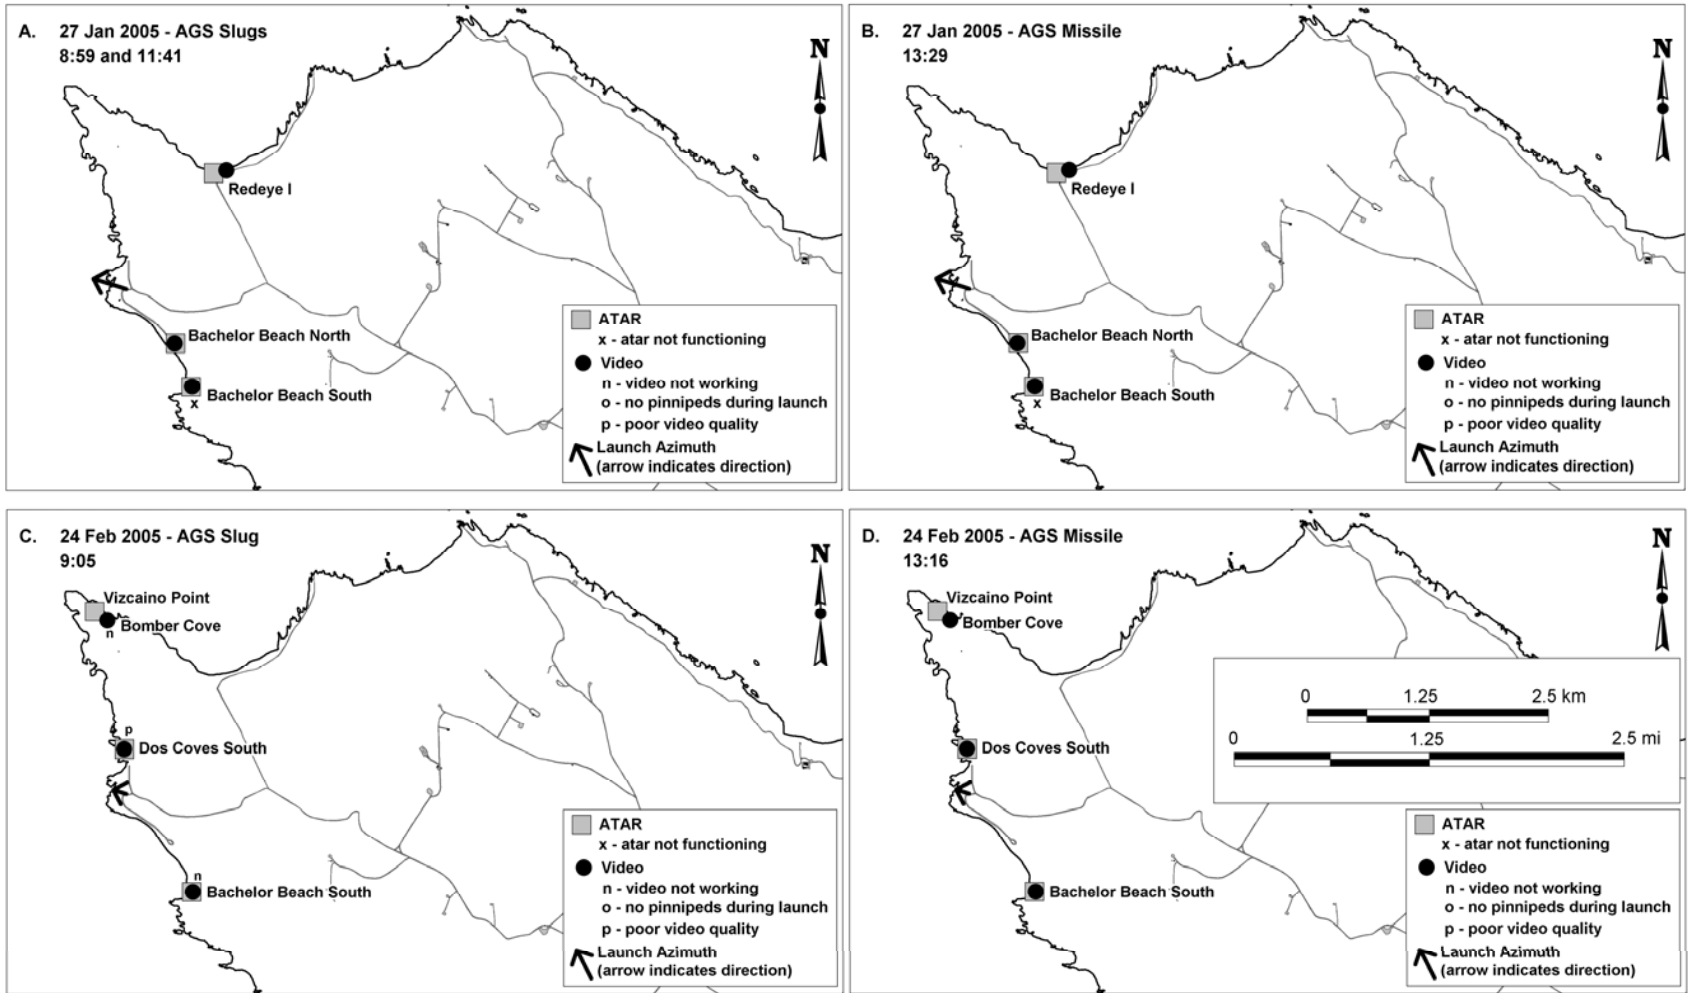 A. 27 Jan 2005 - AGS Slugs
8:59 and 11:41
N
Redeye I
Bachelor Beach North
Bachelor Beach South
x
ATAR
x - atar not functioning
Video
n - video not working
o - no pinnipeds during launch
p - poor video quality
Launch Azimuth
(arrow indicates direction)
B. 27 Jan 2005 - AGS Missile
13:29
N
Redeye I
Bachelor Beach North
Bachelor Beach South
x
ATAR
x - atar not functioning
Video
n - video not working
o - no pinnipeds during launch
p - poor video quality
Launch Azimuth
(arrow indicates direction)
C. 24 Feb 2005 - AGS Slug
9:05
N
Vizcaino Point
Bomber Cove
n
p
Dos Coves South
n
Bachelor Beach South
ATAR
x - atar not functioning
Video
n - video not working
o - no pinnipeds during launch
p - poor video quality
Launch Azimuth
(arrow indicates direction)
D. 24 Feb 2005 - AGS Missile
13:16
N
Vizcaino Point
Bomber Cove
Dos Coves South
Bachelor Beach South
0 1.25 2.5 km
0 1.25 2.5 mi
ATAR
x - atar not functioning
Video
n - video not working
o - no pinnipeds during launch
p - poor video quality
Launch Azimuth
(arrow indicates direction)